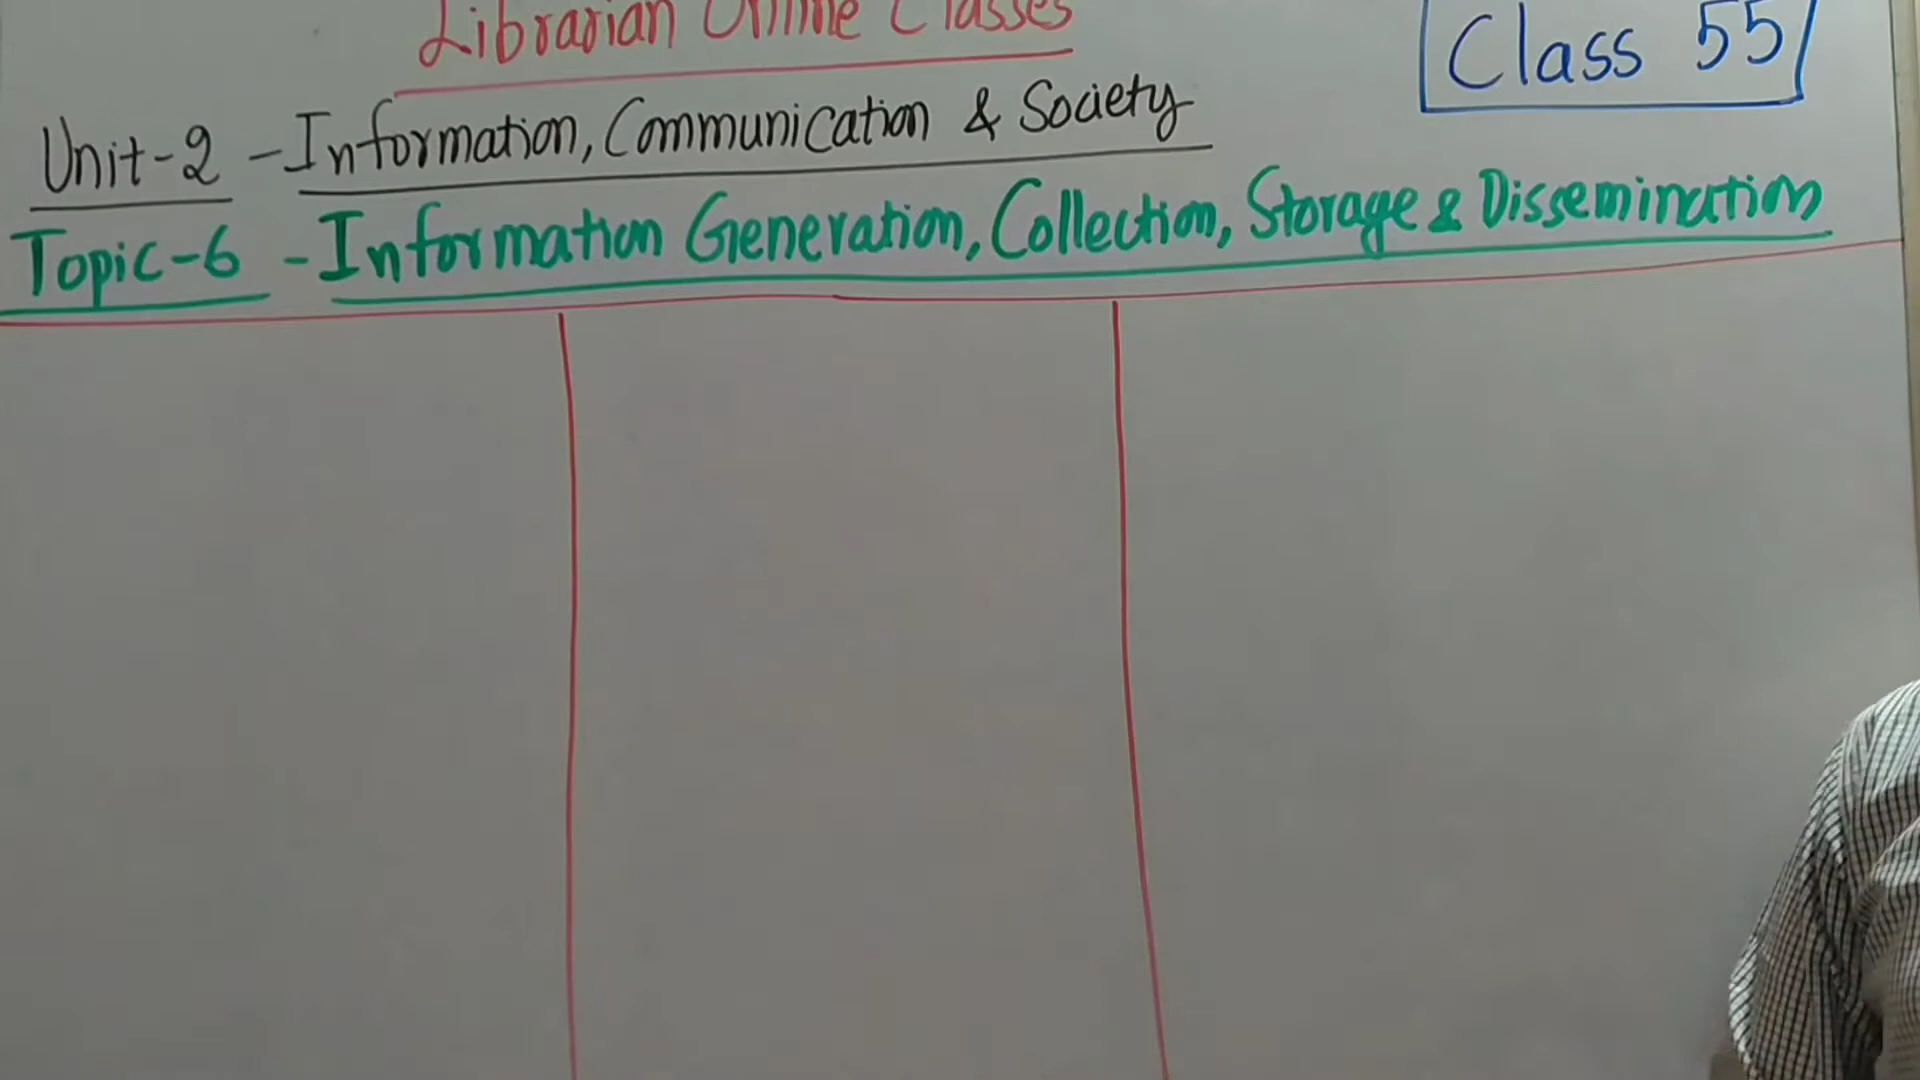 Librarian Online Classes
Class 55
Unit-2 - Information, Communication & Society
Topic-6 - Information Generation, Collection, Storage & Dissemination